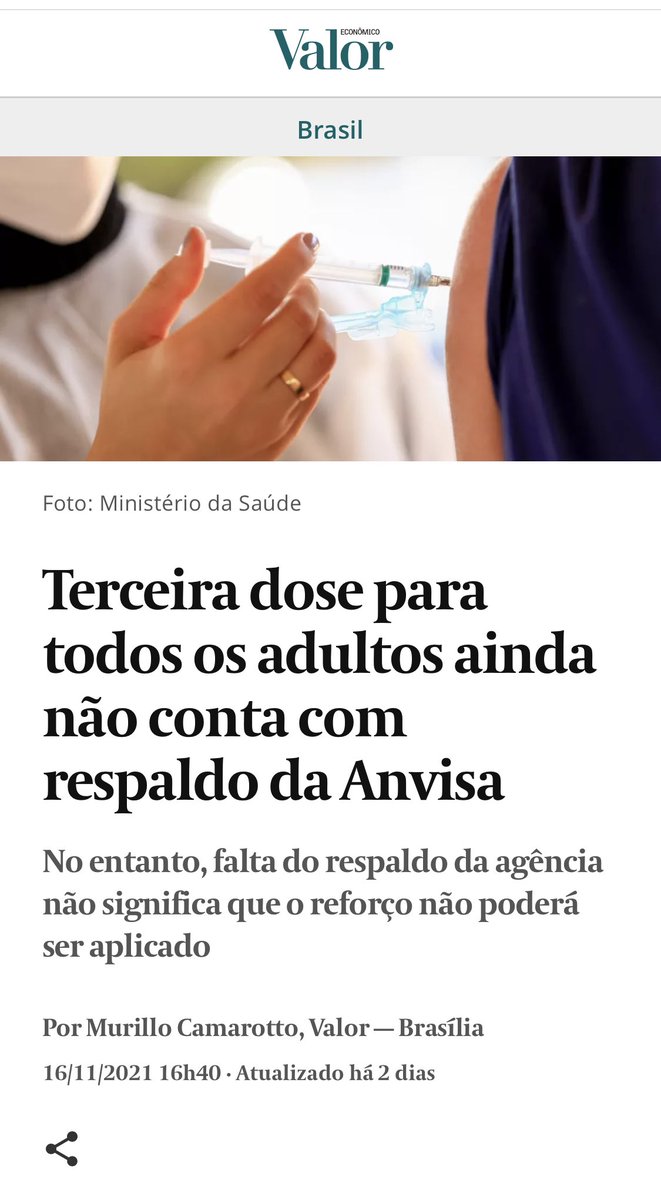 Valor
ECONÔMICO
Brasil
Foto: Ministério da Saúde
Terceira dose para
todos os adultos ainda
não conta com
respaldo da Anvisa
No entanto, falta do respaldo da agência
não significa que o reforço não poderá
ser aplicado
Por Murillo Camarotto, Valor — Brasília
16/11/2021 16h40 · Atualizado há 2 dias